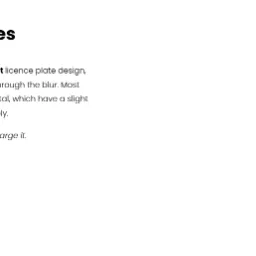 es
t licence plate design,
hrough the blur. Most
tal, which have a slight
ly.
arge it.